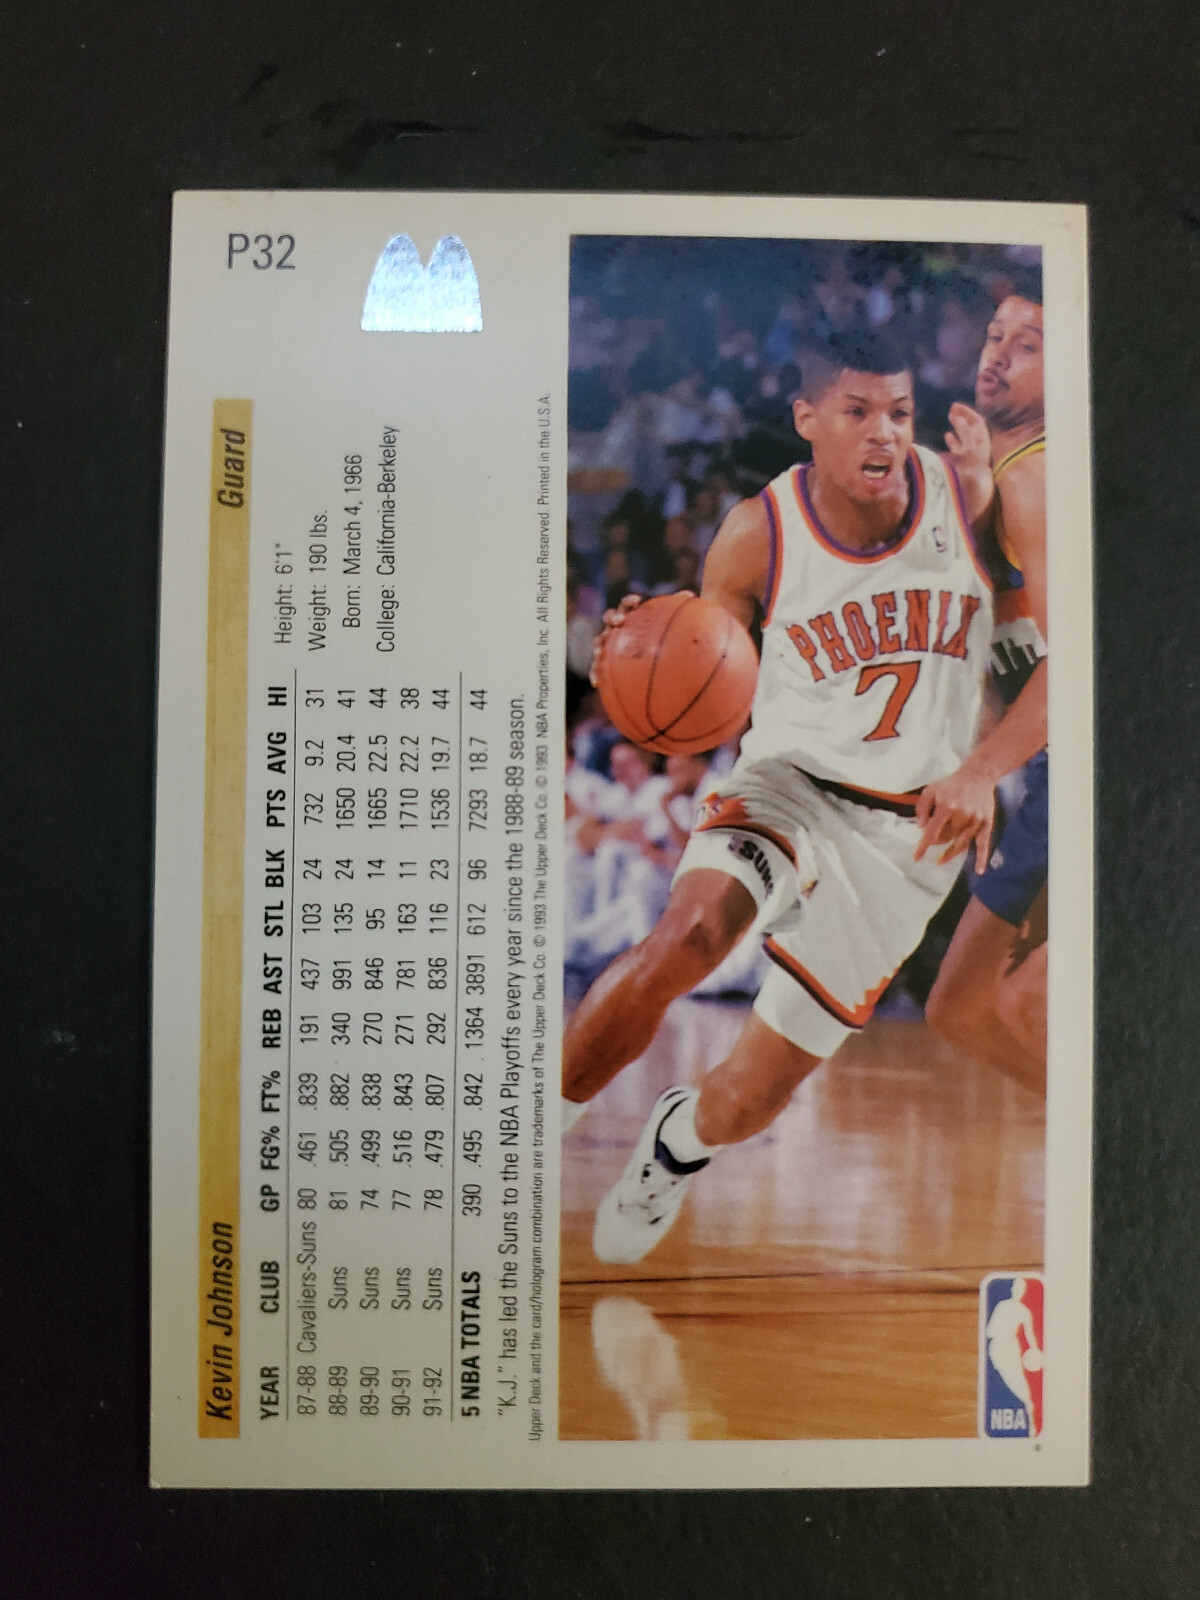 P32
Kevin Johnson Guard
YEAR CLUB GP FG% FT% REB AST STL BLK PTS AVG HI
87-88 Cavaliers-Suns 80 .461 .839 191 437 103 24 732 9.2 31
88-89 Suns 81 .505 .882 340 991 135 24 1650 20.4 41
89-90 Suns 74 .499 .838 270 846 95 14 1665 22.5 44
90-91 Suns 77 .516 .843 271 781 163 11 1710 22.2 38
91-92 Suns 78 .479 .807 292 836 116 23 1536 19.7 44
5 NBA TOTALS 390 .495 .842 1364 3891 612 96 7293 18.7 44
Height: 6'1"
Weight: 190 lbs.
Born: March 4, 1966
College: California-Berkeley
"K.J." has led the Suns to the NBA Playoffs every year since the 1988-89 season.
Upper Deck and the card/hologram combination are trademarks of The Upper Deck Co. © 1993 The Upper Deck Co. © 1993 NBA Properties, Inc. All Rights Reserved. Printed in the U.S.A.
PHOENIX
7
SUNS
NBA